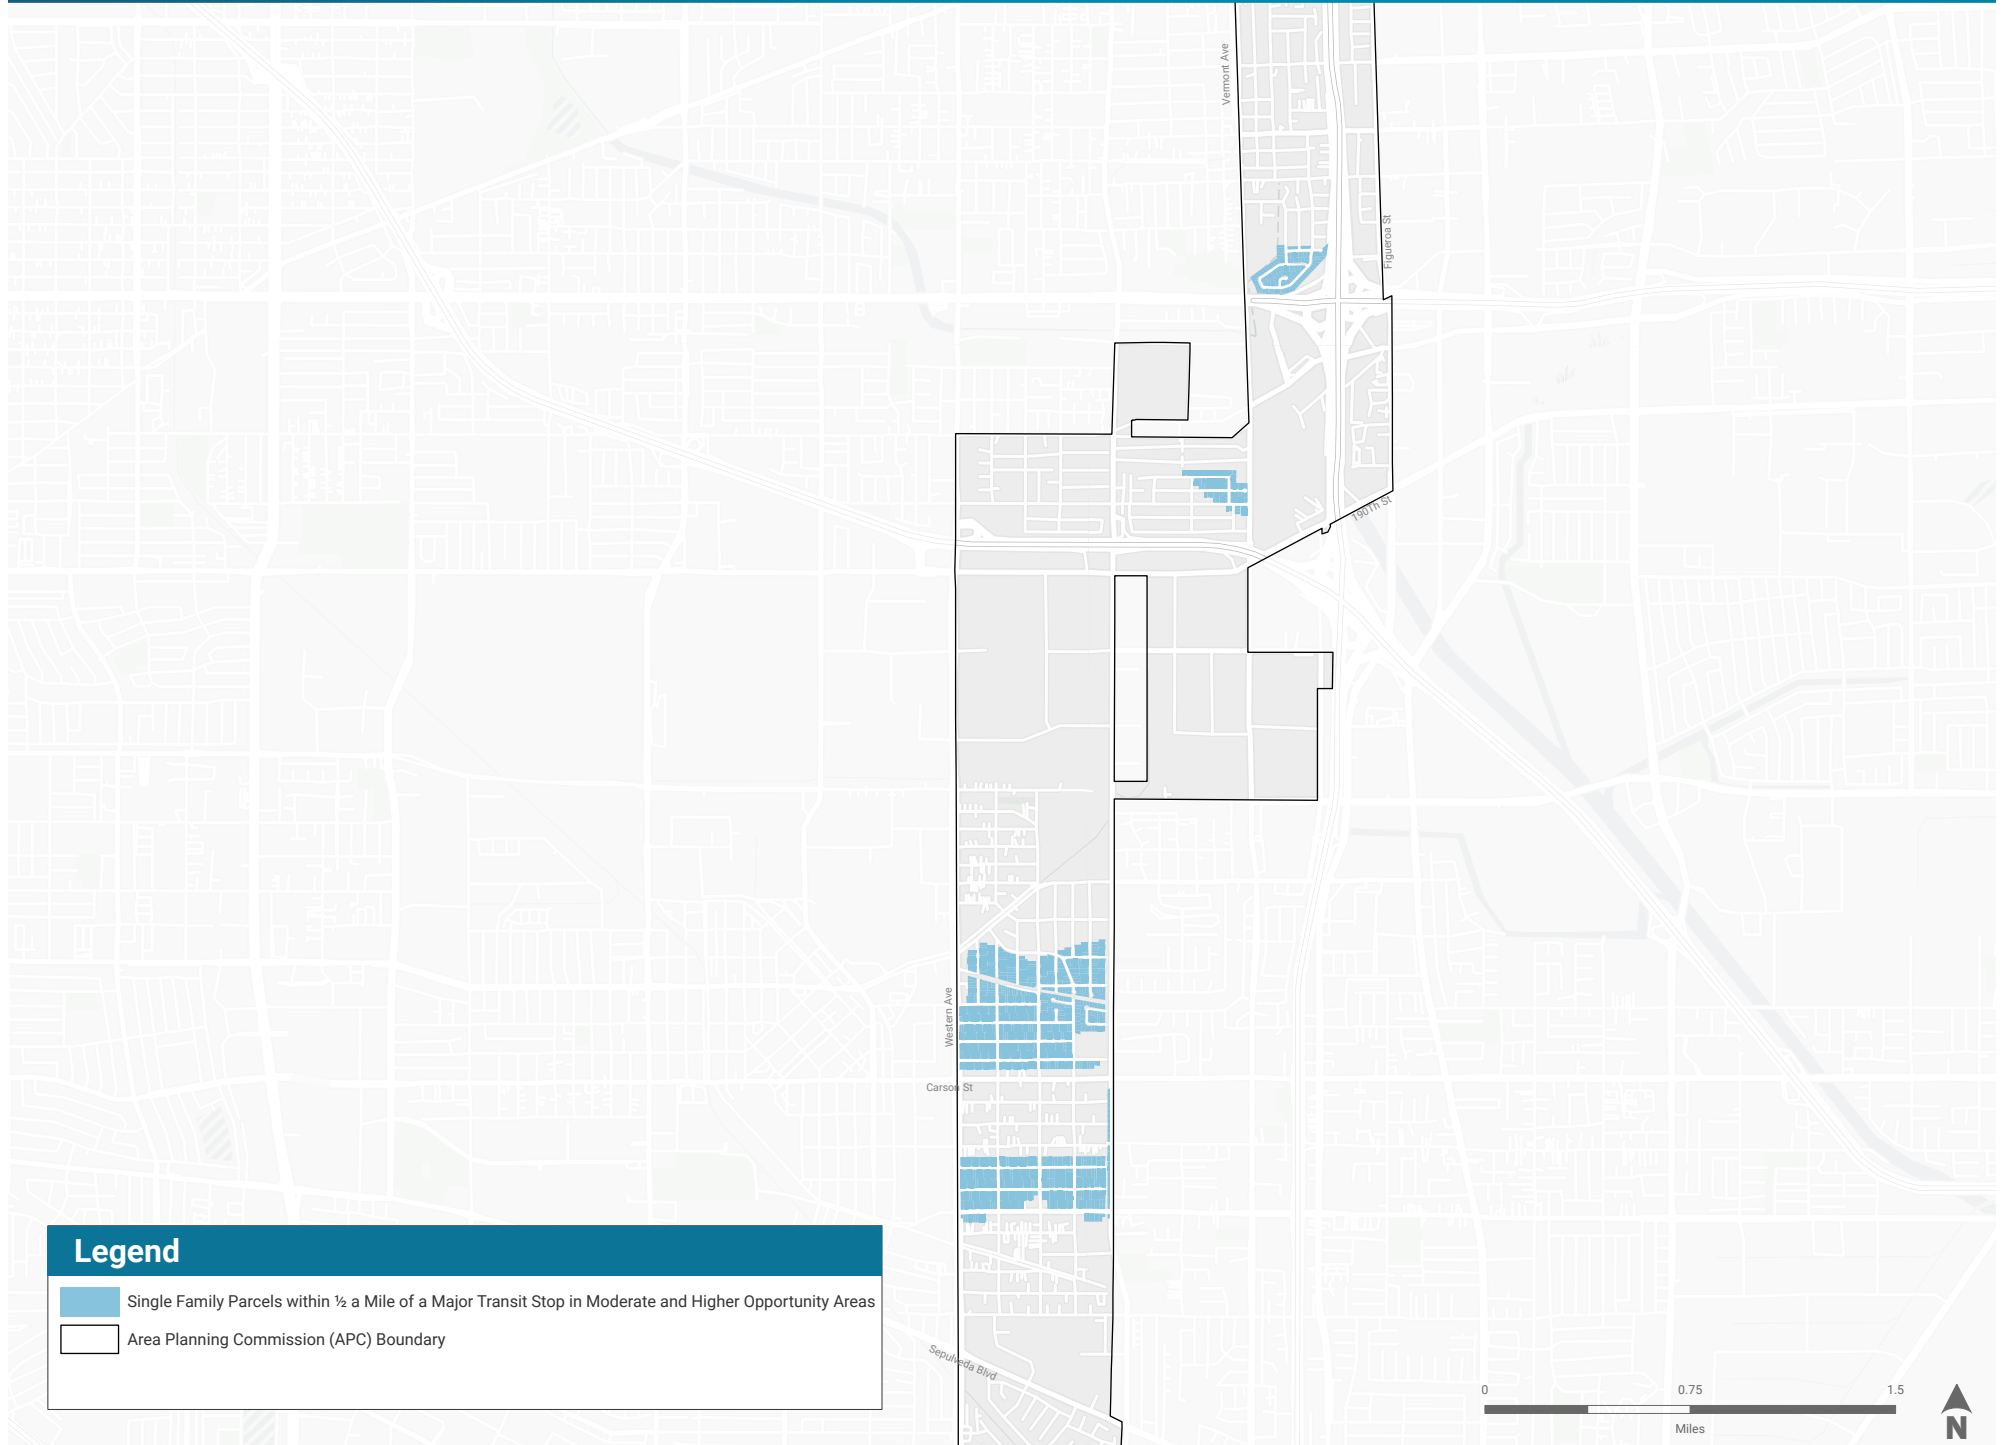 Vermont Ave
Figueroa St
190Th St
Western Ave
Carson St
Sepulveda Blvd
Legend
Single Family Parcels within ½ a Mile of a Major Transit Stop in Moderate and Higher Opportunity Areas
Area Planning Commission (APC) Boundary
0 0.75 1.5
Miles
N